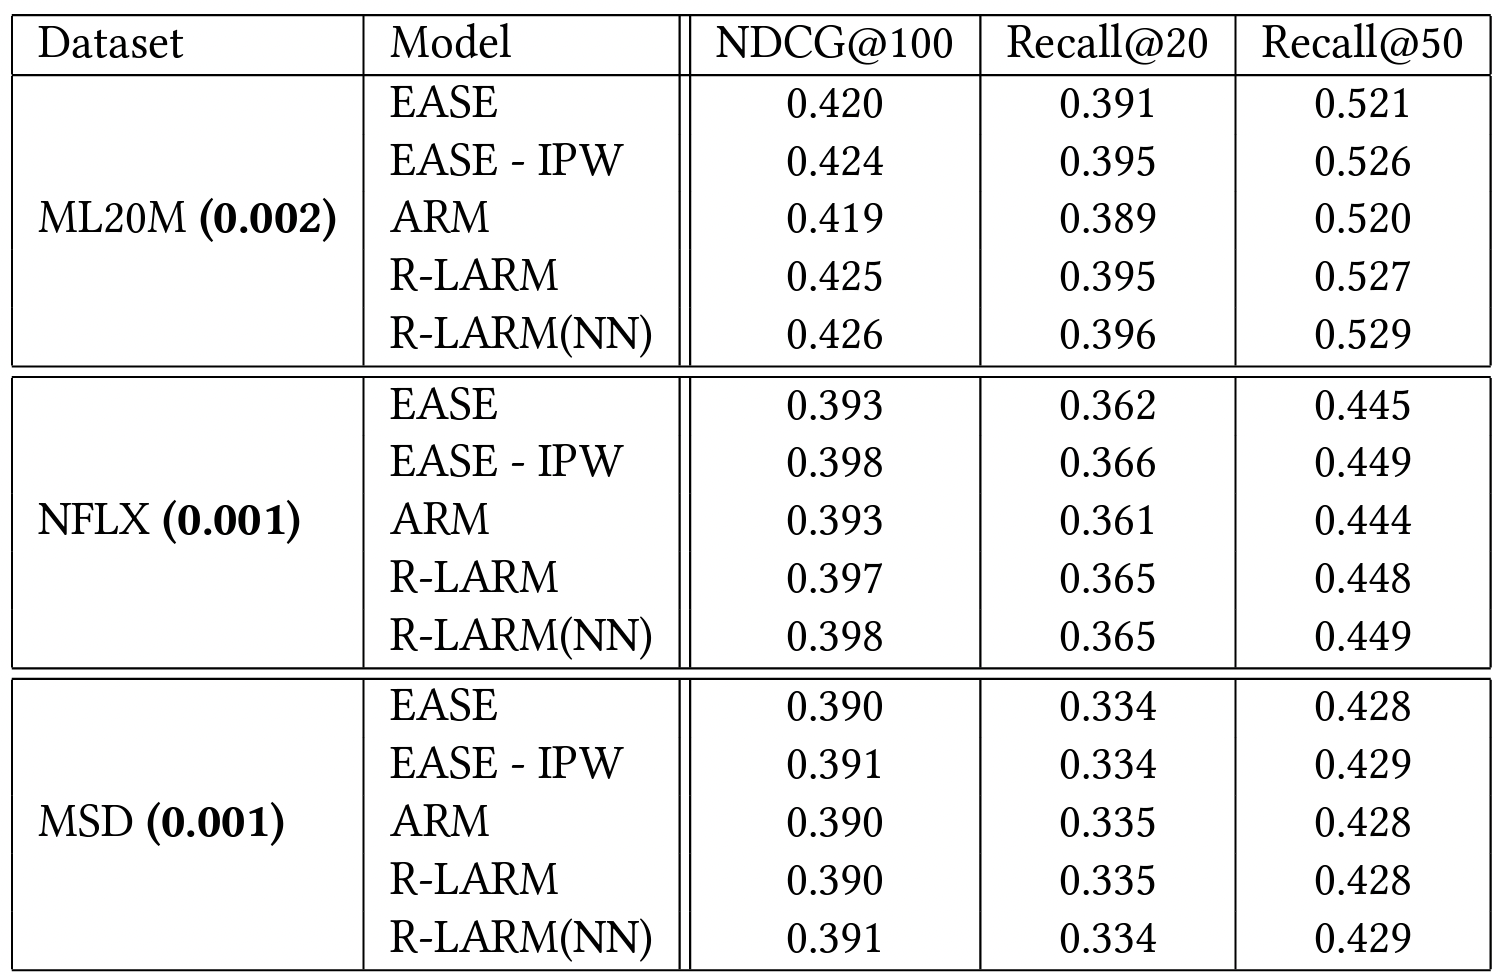 Dataset Model NDCG@100 Recall@20 Recall@50
EASE 0.420 0.391 0.521
EASE - IPW 0.424 0.395 0.526
ML20M (0.002) ARM 0.419 0.389 0.520
R-LARM 0.425 0.395 0.527
R-LARM(NN) 0.426 0.396 0.529
EASE 0.393 0.362 0.445
EASE - IPW 0.398 0.366 0.449
NFLX (0.001) ARM 0.393 0.361 0.444
R-LARM 0.397 0.365 0.448
R-LARM(NN) 0.398 0.365 0.449
EASE 0.390 0.334 0.428
EASE - IPW 0.391 0.334 0.429
MSD (0.001) ARM 0.390 0.335 0.428
R-LARM 0.390 0.335 0.428
R-LARM(NN) 0.391 0.334 0.429